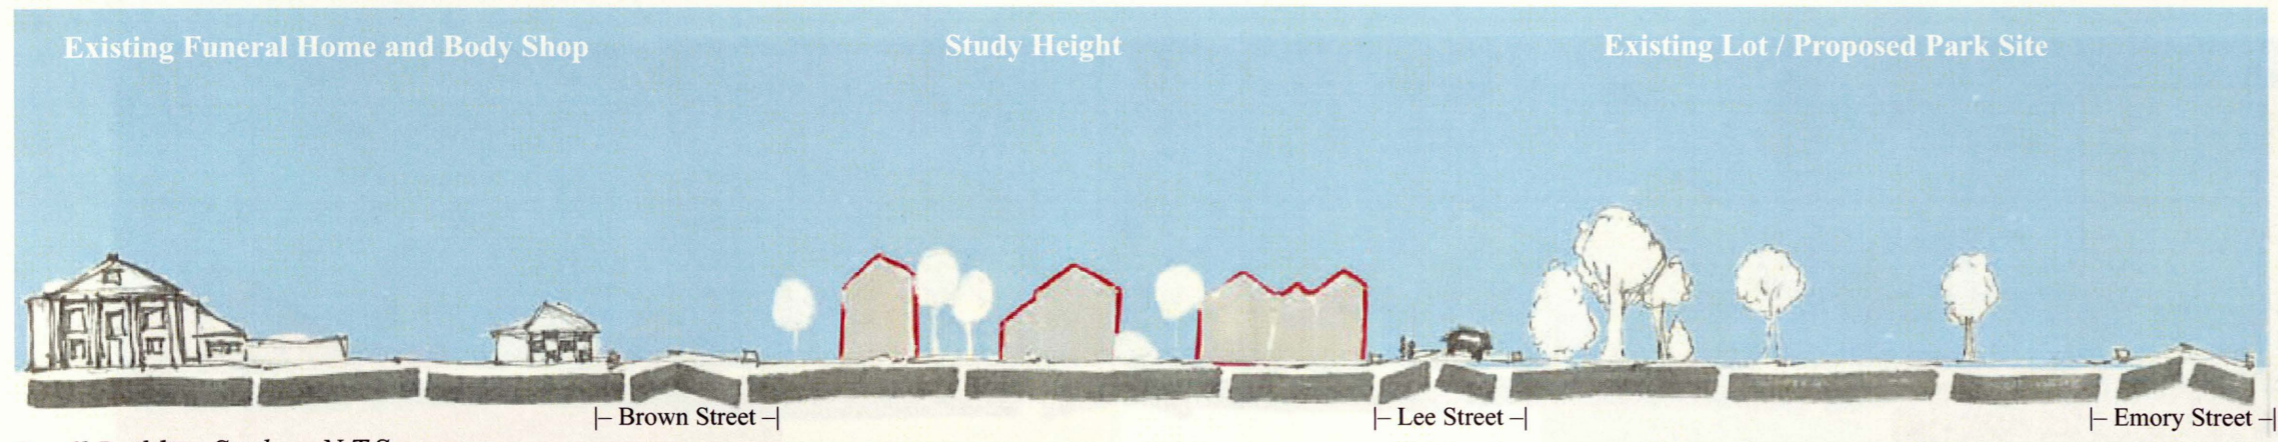 Existing Funeral Home and Body Shop
Study Height
Existing Lot / Proposed Park Site
|– Brown Street –|
|– Lee Street –|
|– Emory Street –|
N.T.S.